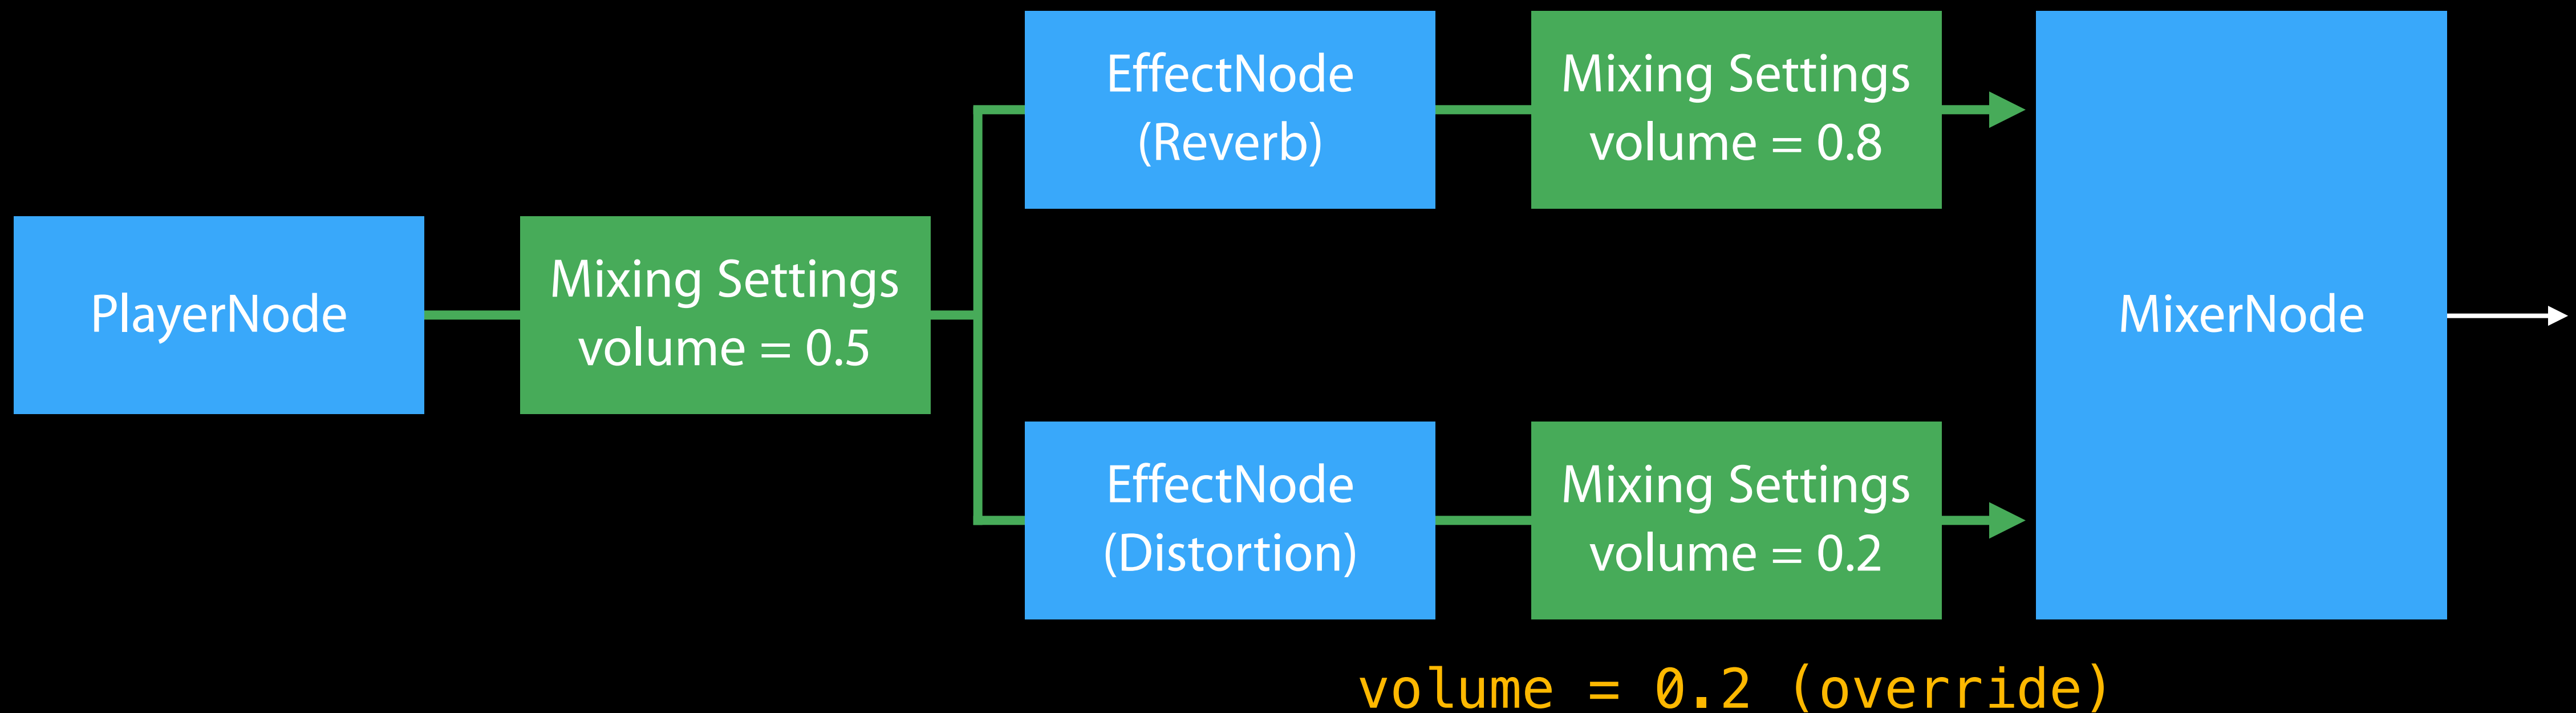 PlayerNode
Mixing Settings
volume = 0.5
EffectNode
(Reverb)
Mixing Settings
volume = 0.8
EffectNode
(Distortion)
Mixing Settings
volume = 0.2
MixerNode
volume = 0.2 (override)